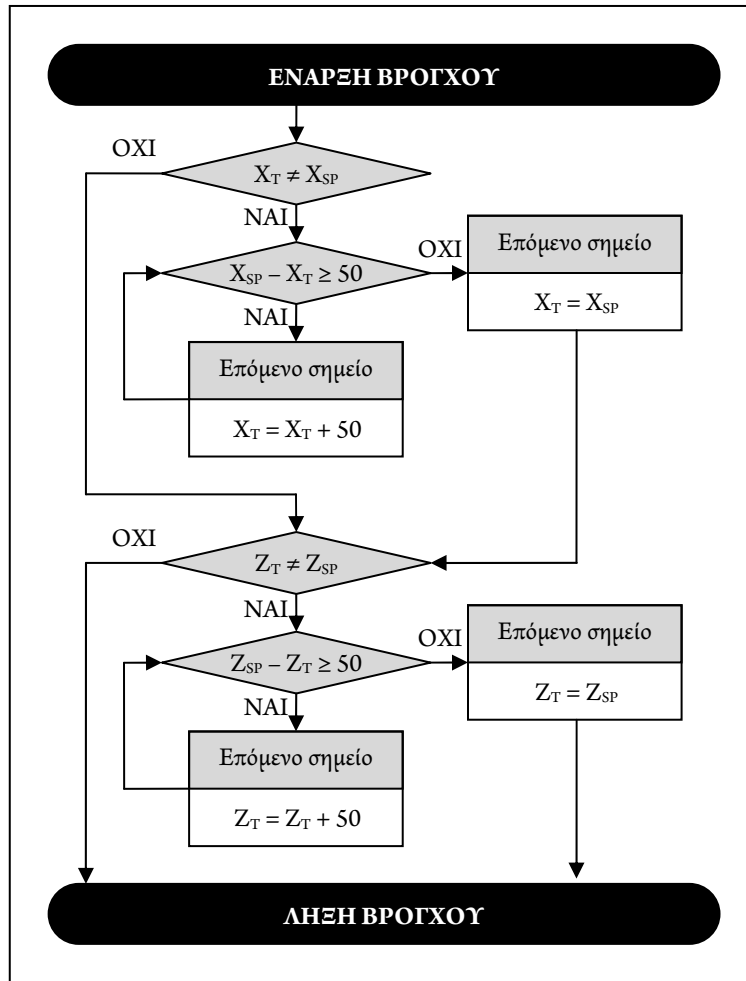 ΕΝΑΡΞΗ ΒΡΟΓΧΟΥ
ΟΧΙ
X_T ≠ X_SP
ΝΑΙ
X_SP – X_T ≥ 50
ΟΧΙ
Επόμενο σημείο
X_T = X_SP
ΝΑΙ
Επόμενο σημείο
X_T = X_T + 50
ΟΧΙ
Z_T ≠ Z_SP
ΝΑΙ
Z_SP – Z_T ≥ 50
ΟΧΙ
Επόμενο σημείο
Z_T = Z_SP
ΝΑΙ
Επόμενο σημείο
Z_T = Z_T + 50
ΛΗΞΗ ΒΡΟΓΧΟΥ